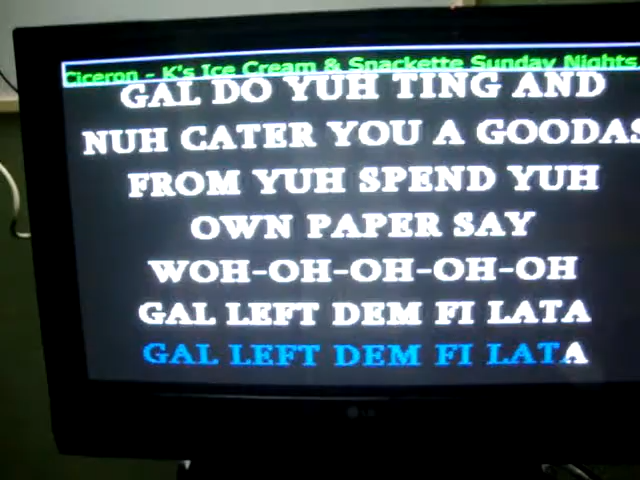 Ciceron - K's Ice Cream & Snackette Sunday Nights.
GAL DO YUH TING AND
NUH CATER YOU A GOODAS
FROM YUH SPEND YUH
OWN PAPER SAY
WOH-OH-OH-OH-OH
GAL LEFT DEM FI LATA
GAL LEFT DEM FI LATA
LG